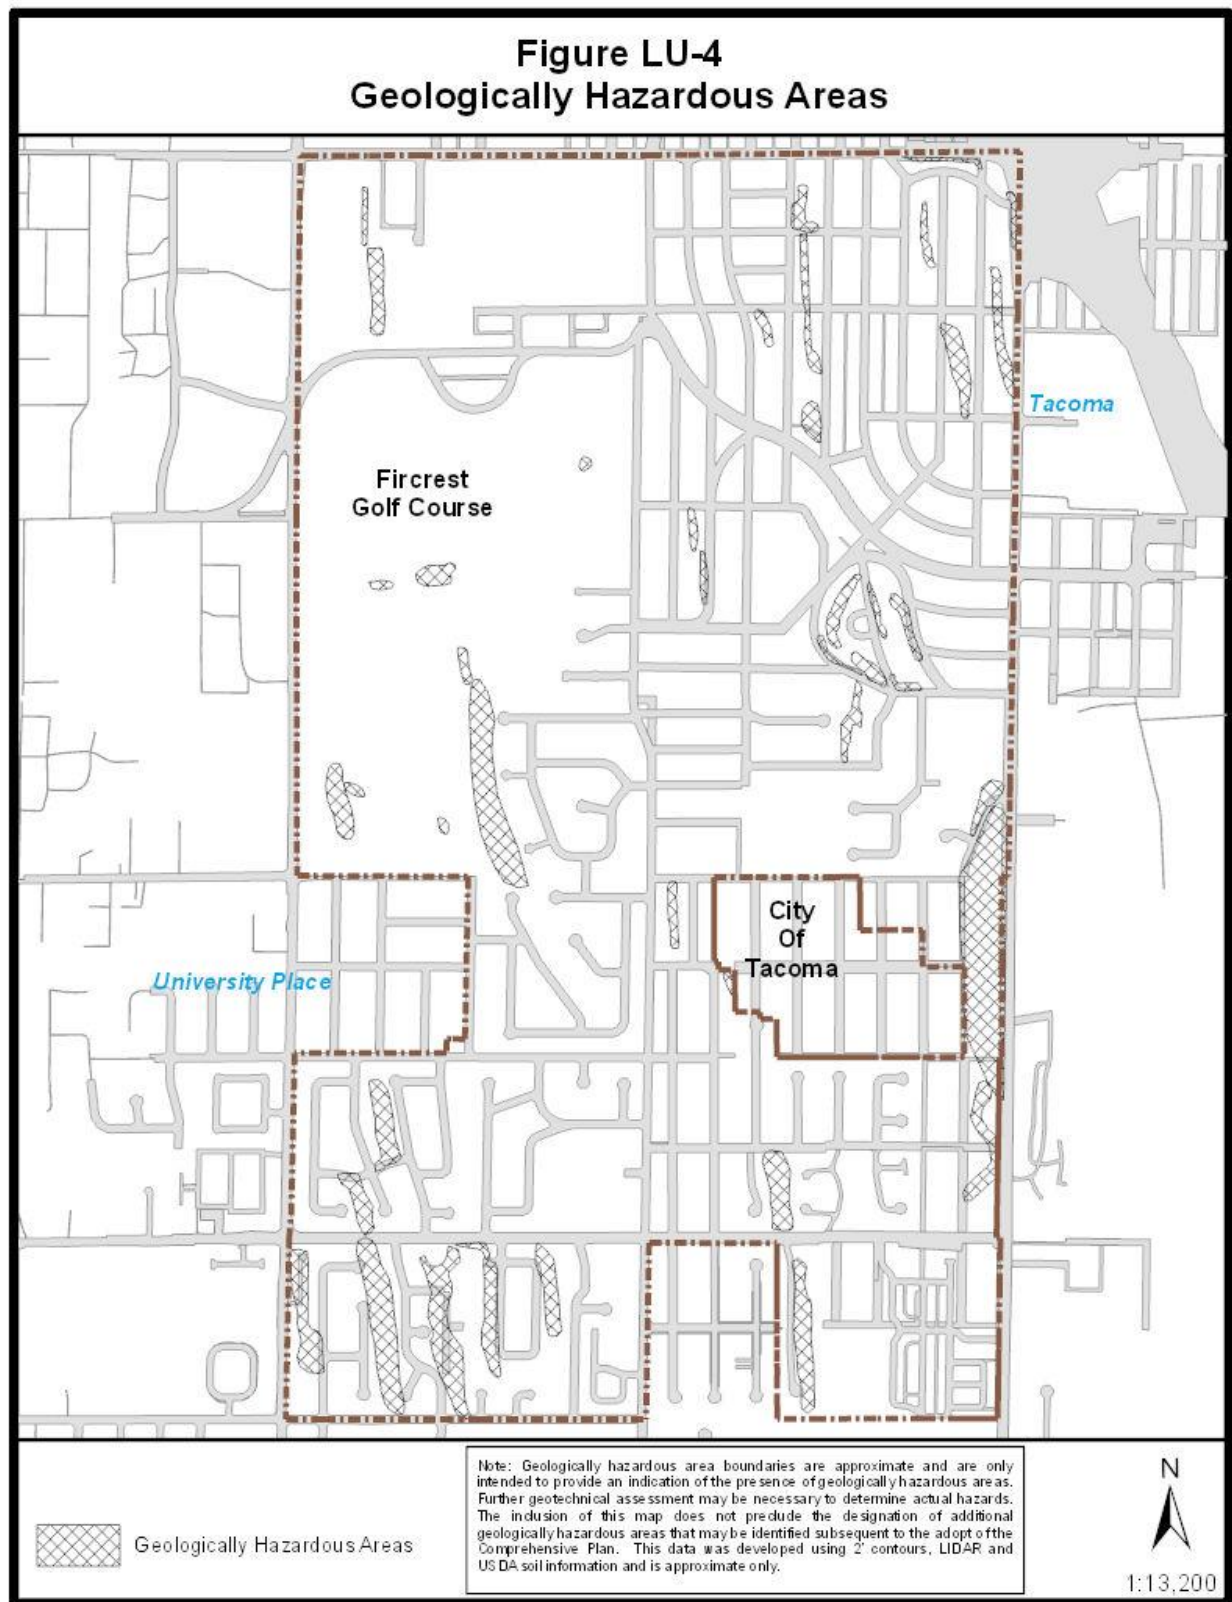 Figure LU-4
Geologically Hazardous Areas
Tacoma
Fircrest
Golf Course
City
Of
Tacoma
University Place
Geologically Hazardous Areas
Note: Geologically hazardous area boundaries are approximate and are only
intended to provide an indication of the presence of geologically hazardous areas.
Further geotechnical assessment may be necessary to determine actual hazards.
The inclusion of this map does not preclude the designation of additional
geologically hazardous areas that may be identified subsequent to the adopt of the
Comprehensive Plan. This data was developed using 2' contours, LIDAR and
USDA soil information and is approximate only.
N
1:13,200